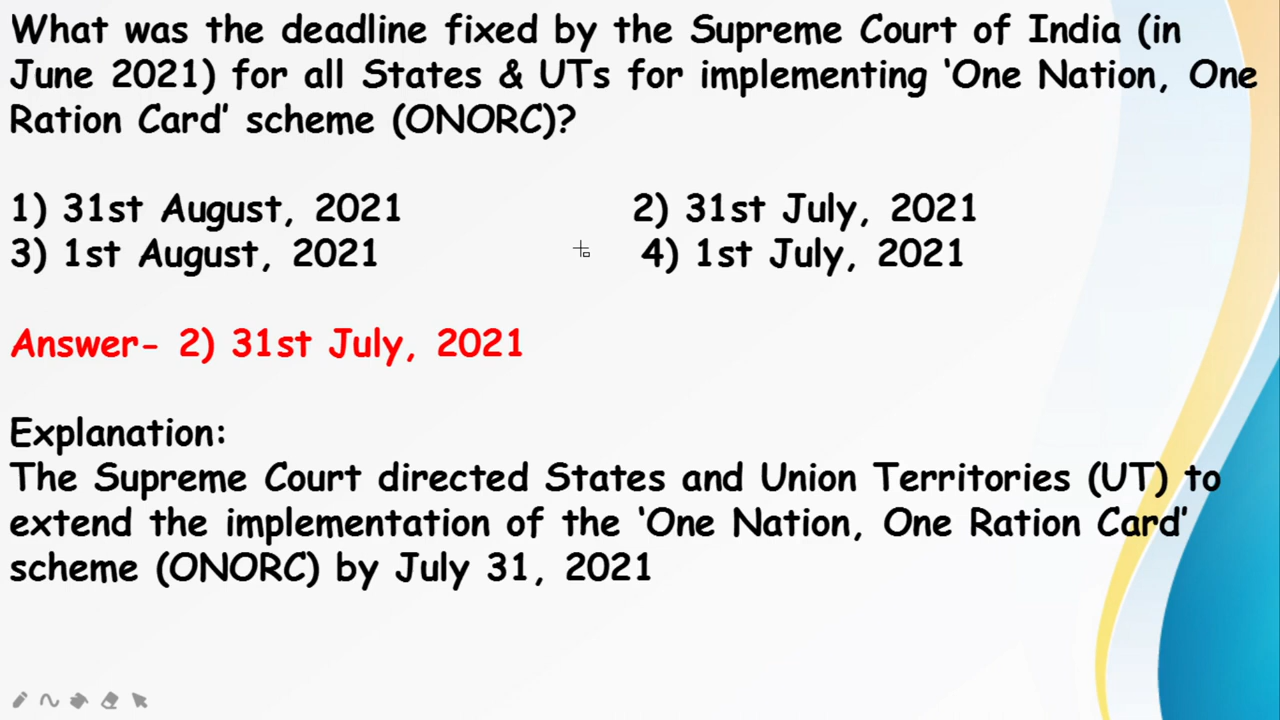 What was the deadline fixed by the Supreme Court of India (in
June 2021) for all States & UTs for implementing ‘One Nation, One
Ration Card’ scheme (ONORC)?
1) 31st August, 2021 2) 31st July, 2021
3) 1st August, 2021 4) 1st July, 2021
Answer- 2) 31st July, 2021
Explanation:
The Supreme Court directed States and Union Territories (UT) to
extend the implementation of the ‘One Nation, One Ration Card’
scheme (ONORC) by July 31, 2021